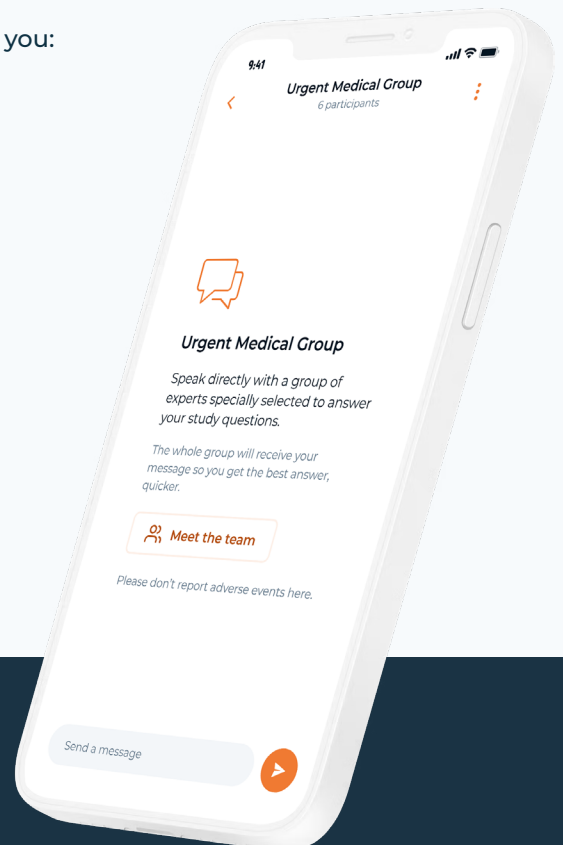 you:
9:41
Urgent Medical Group
6 participants
Urgent Medical Group
Speak directly with a group of
experts specially selected to answer
your study questions.
The whole group will receive your
message so you get the best answer,
quicker.
Meet the team
Please don't report adverse events here.
Send a message